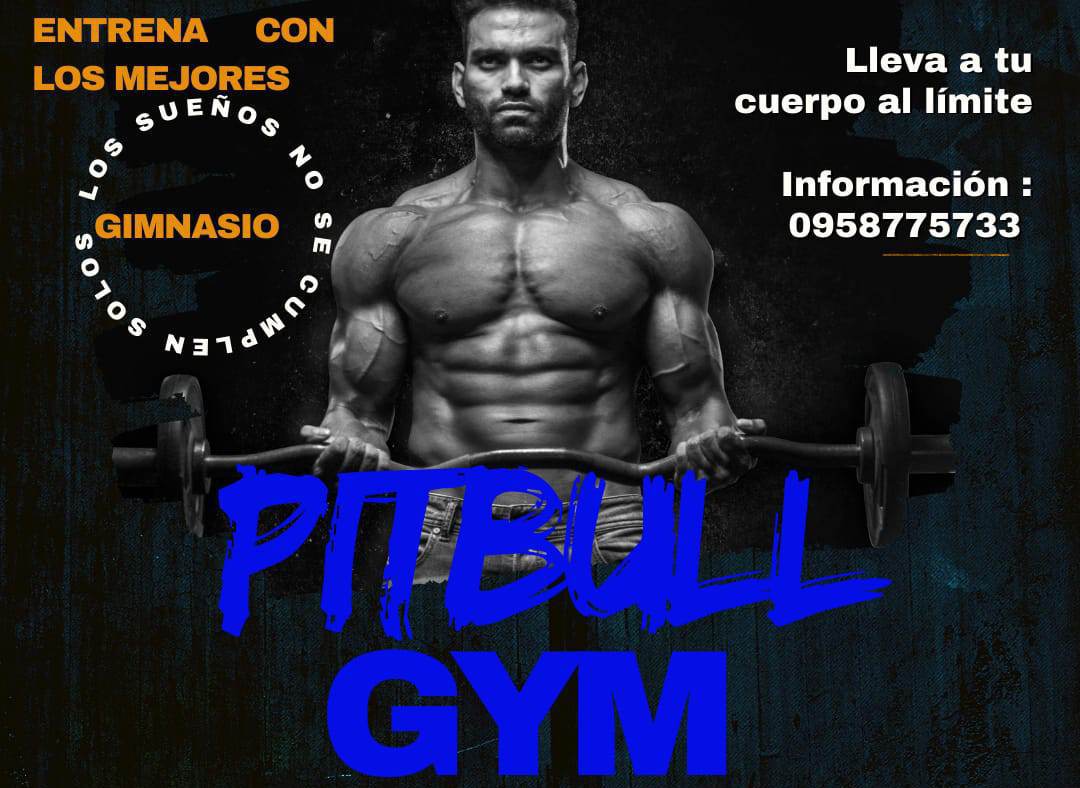 ENTRENA CON
LOS MEJORES
LOS SUEÑOS NO SE CUMPLEN SOLOS
GIMNASIO
Lleva a tu
cuerpo al límite
Información :
0958775733
PITBULL
GYM